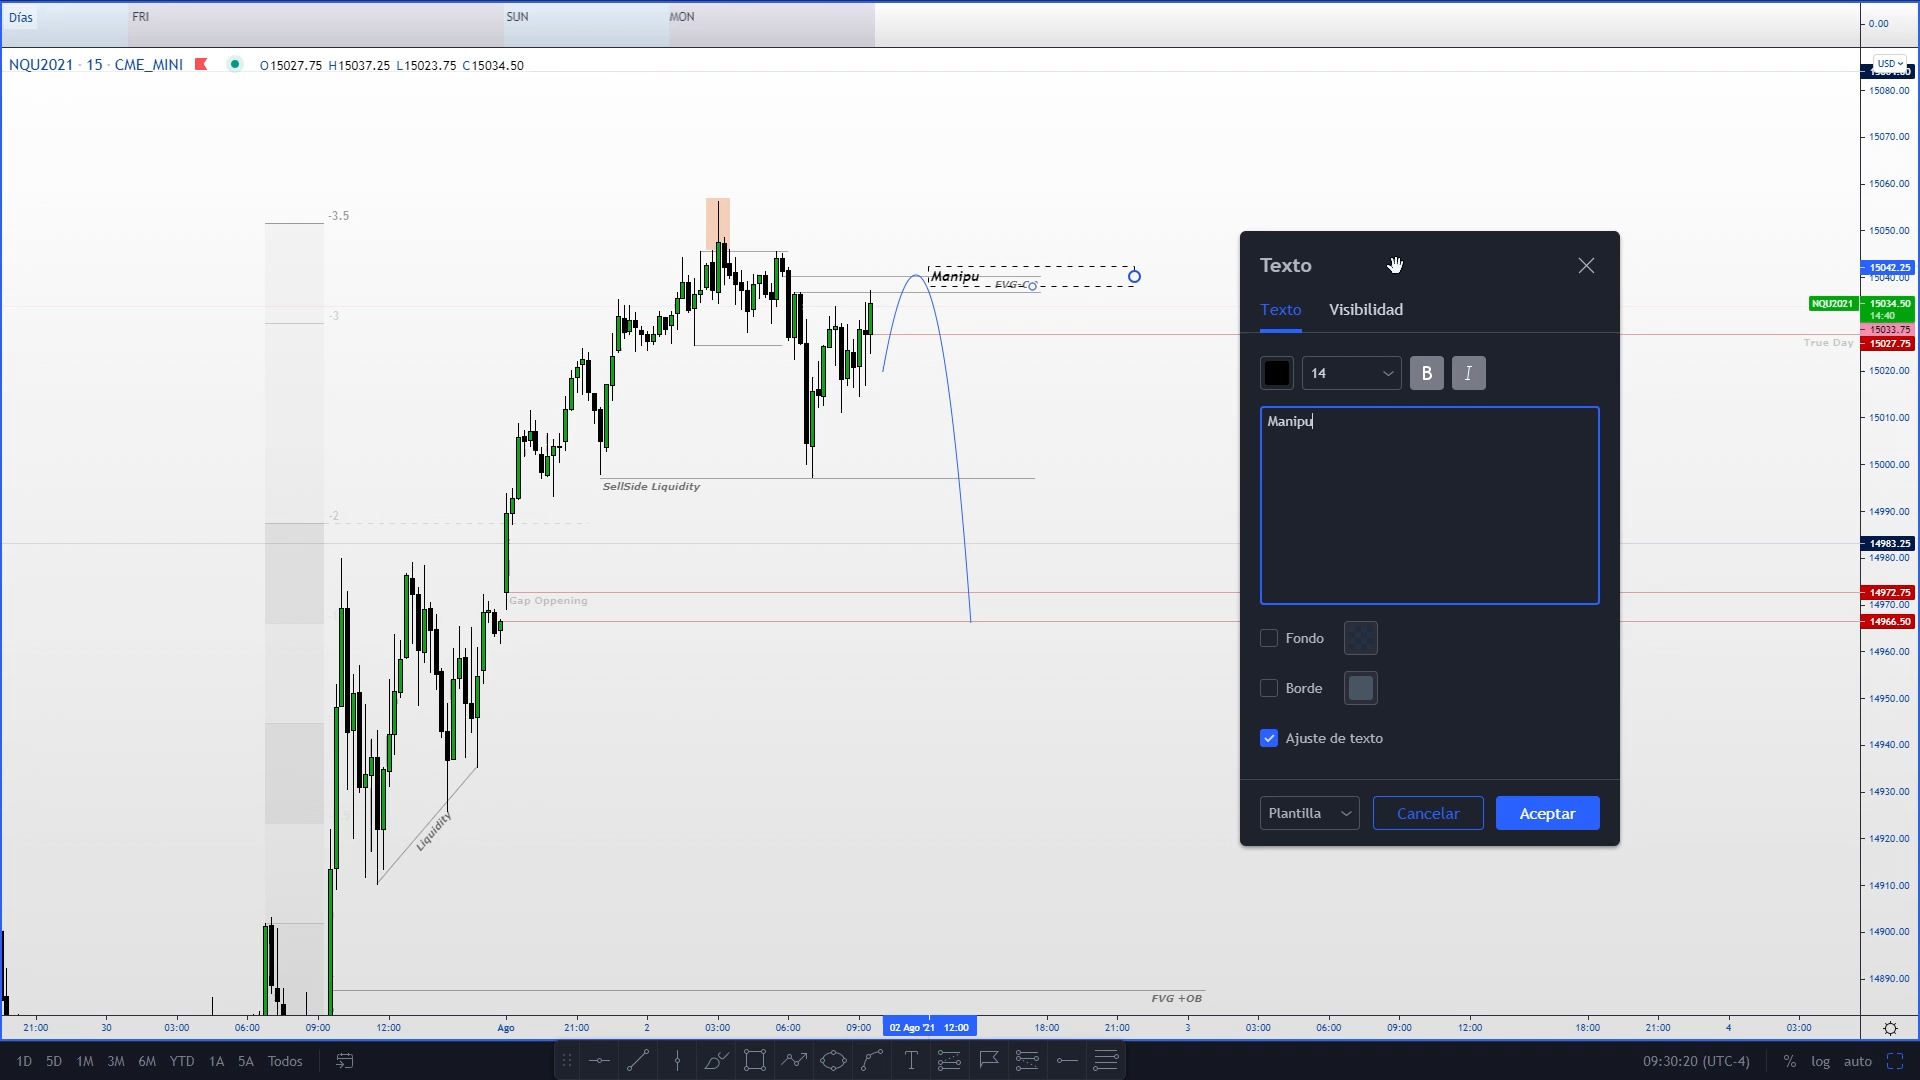 Días
FRI
SUN
MON
0.00
NQU2021 · 15 · CME_MINI
O15027.75 H15037.25 L15023.75 C15034.50
USD
15080.00
15070.00
15060.00
15050.00
15042.25
15040.00
NQU2021
15034.50
14:40
15033.75
True Day
15027.75
15020.00
15010.00
15000.00
14990.00
14983.25
14980.00
14972.75
14970.00
14966.50
14960.00
14950.00
14940.00
14930.00
14920.00
14910.00
14900.00
14890.00
-3.5
-3
-2
Manipu
SellSide Liquidity
Gap Oppening
Liquidity
FVG +OB
Texto
Texto
Visibilidad
14
B
I
Manipu
Fondo
Borde
Ajuste de texto
Plantilla
Cancelar
Aceptar
21:00
30
03:00
06:00
09:00
12:00
Ago
21:00
2
03:00
06:00
09:00
02 Ago '21 12:00
18:00
21:00
3
03:00
06:00
09:00
12:00
18:00
21:00
4
03:00
1D
5D
1M
3M
6M
YTD
1A
5A
Todos
T
09:30:20 (UTC-4)
%
log
auto